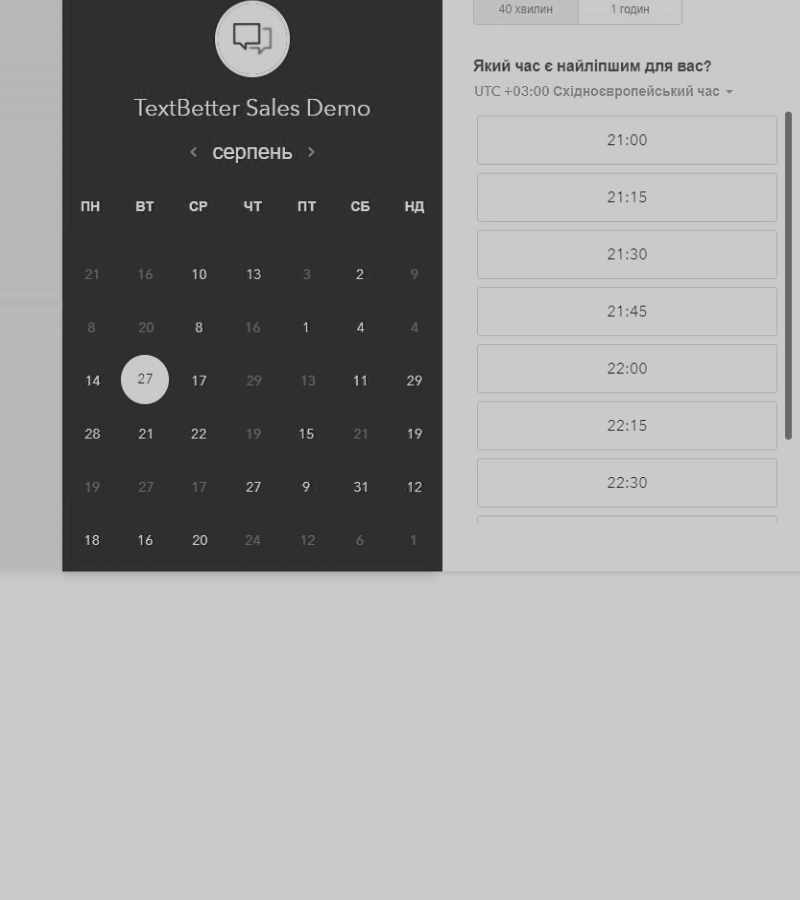 TextBetter Sales Demo
серпень
ПН ВТ СР ЧТ ПТ СБ НД
21 16 10 13 3 2 9
8 20 8 16 1 4 4
14 27 17 29 13 11 29
28 21 22 19 15 21 19
19 27 17 27 9 31 12
18 16 20 24 12 6 1
40 хвилин 1 годин
Який час є найліпшим для вас?
UTC +03:00 Східноєвропейський час
21:00
21:15
21:30
21:45
22:00
22:15
22:30